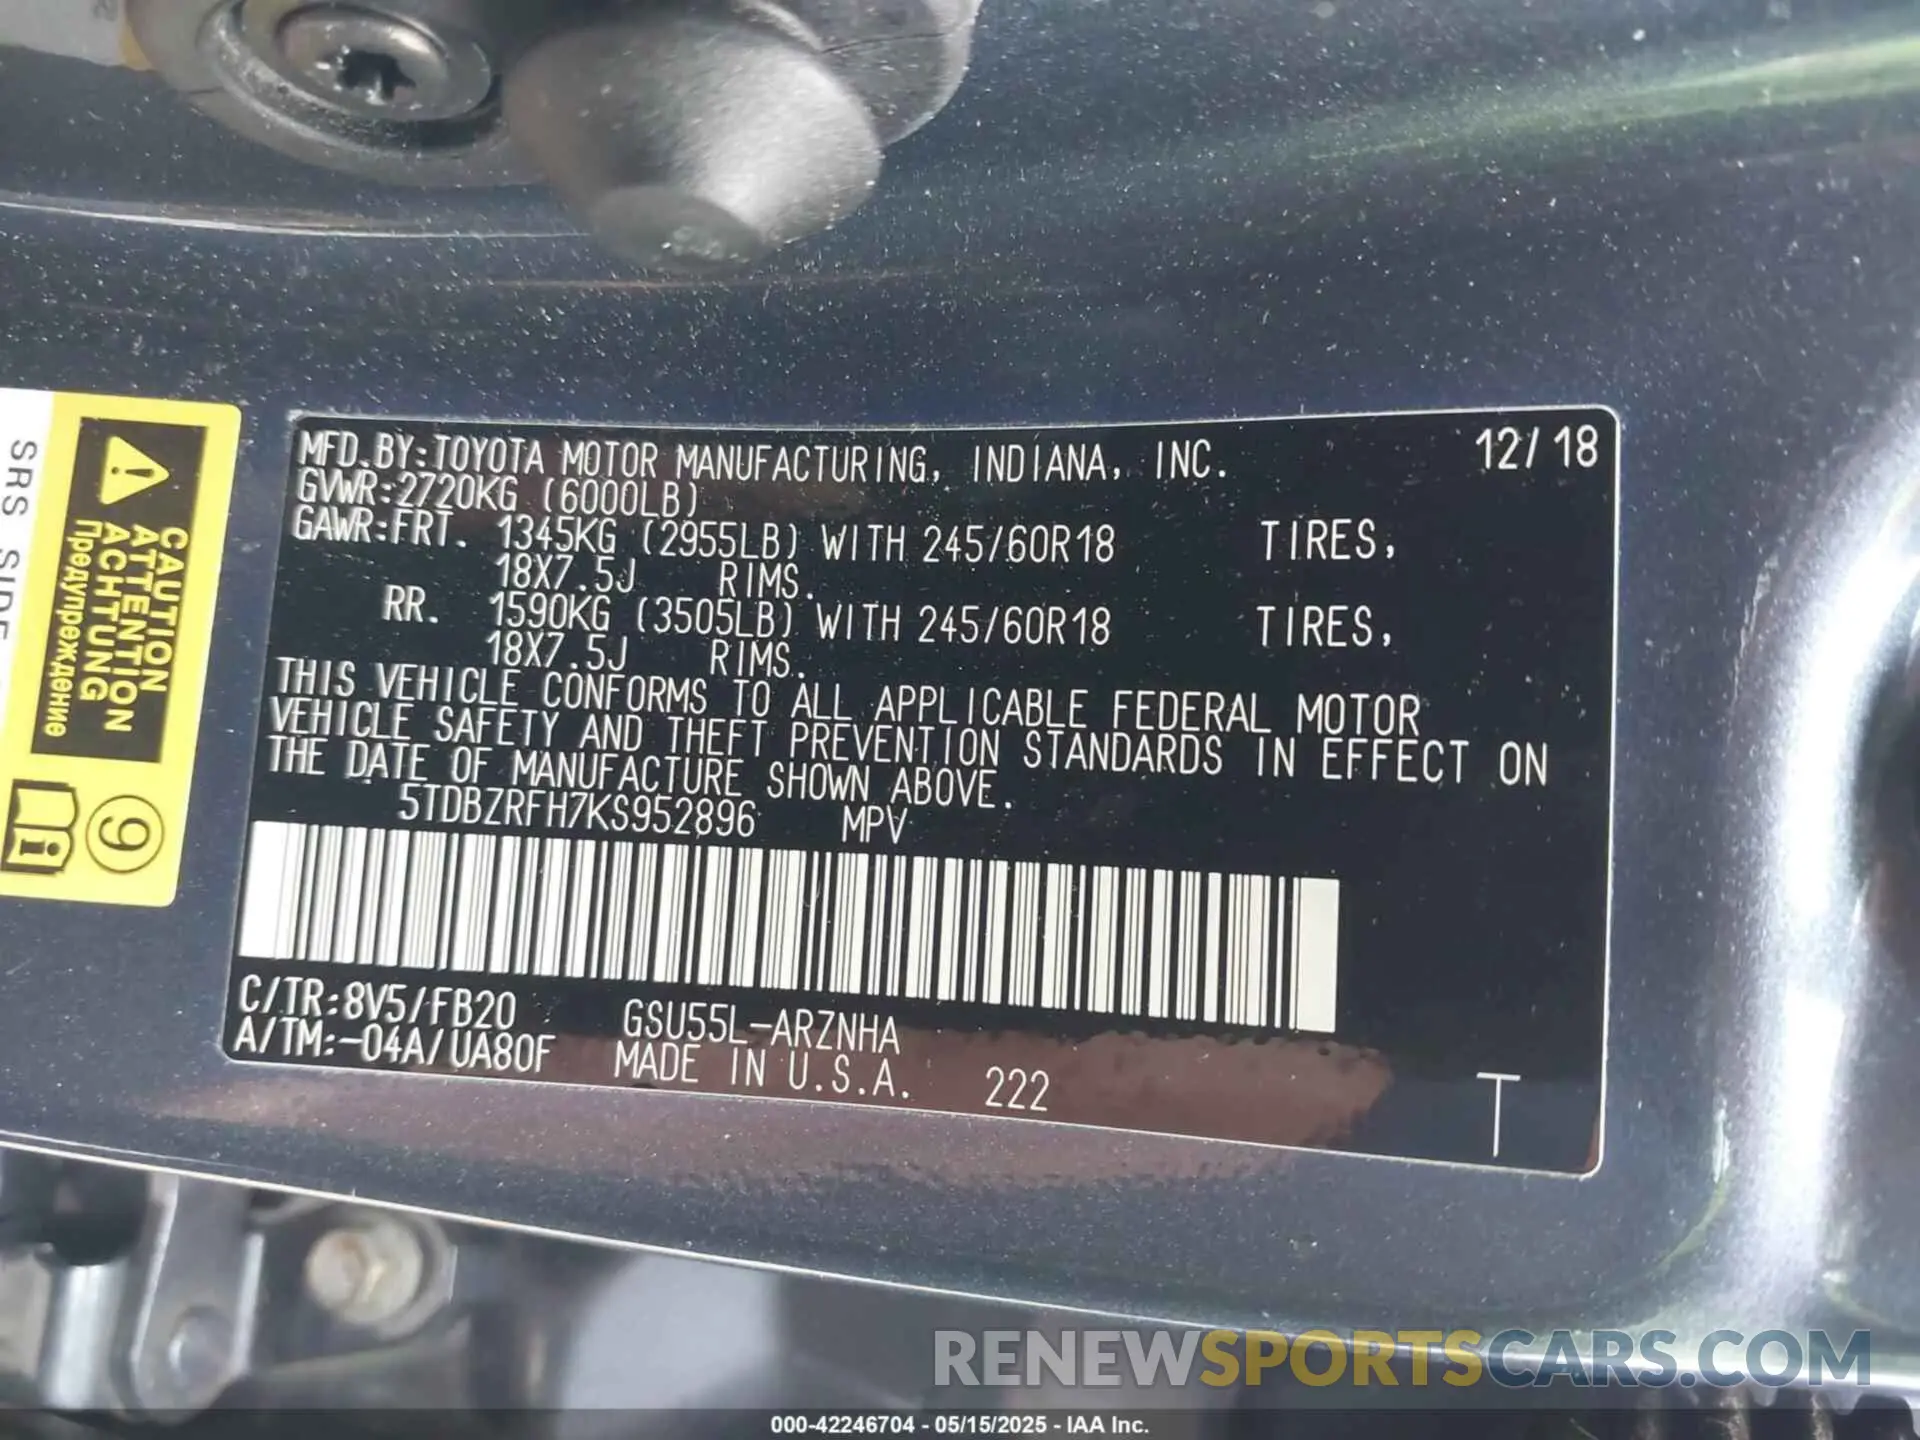 MFD.BY:TOYOTA MOTOR MANUFACTURING, INDIANA, INC. 12/18
GVWR:2720KG (6000LB)
GAWR:FRT. 1345KG (2955LB) WITH 245/60R18 TIRES,
18X7.5J RIMS.
RR. 1590KG (3505LB) WITH 245/60R18 TIRES,
18X7.5J RIMS.
THIS VEHICLE CONFORMS TO ALL APPLICABLE FEDERAL MOTOR
VEHICLE SAFETY AND THEFT PREVENTION STANDARDS IN EFFECT ON
THE DATE OF MANUFACTURE SHOWN ABOVE.
5TDBZRFH7KS952896 MPV
C/TR:8V5/FB20 GSU55L-ARZNHA
A/TM:-04A/UA80F MADE IN U.S.A. 222
T
CAUTION
ATTENTION
ACHTUNG
Предупреждение
9
i
SRS SIDE
RENEWSPORTSCARS.COM
000-42246704 - 05/15/2025 - IAA Inc.